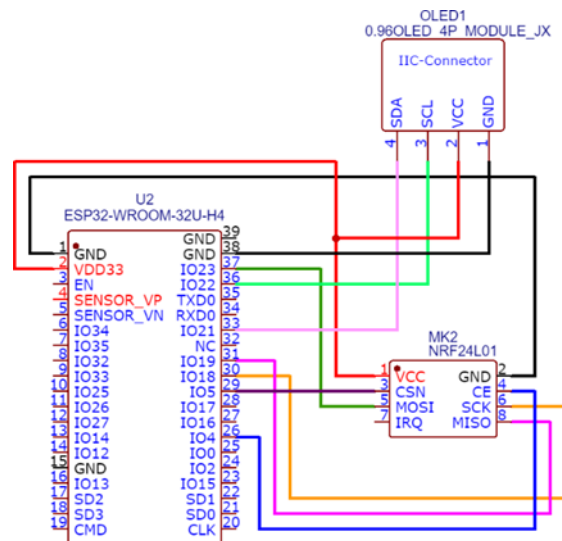 OLED1
0.96OLED_4P_MODULE_JX
IIC-Connector
SDA
SCL
VCC
GND
4
3
2
1
U2
ESP32-WROOM-32U-H4
GND 39
1 GND GND 38
2 VDD33 IO23 37
3 EN IO22 36
4 SENSOR_VP TXD0 35
5 SENSOR_VN RXD0 34
6 IO34 IO21 33
7 IO35 NC 32
8 IO32 IO19 31
9 IO33 IO18 30
10 IO25 IO5 29
11 IO26 IO17 28
12 IO27 IO16 27
13 IO14 IO4 26
14 IO12 IO0 25
15 GND IO2 24
16 IO13 IO15 23
17 SD2 SD1 22
18 SD3 SD0 21
19 CMD CLK 20
MK2
NRF24L01
1 VCC GND 2
3 CSN CE 4
5 MOSI SCK 6
7 IRQ MISO 8